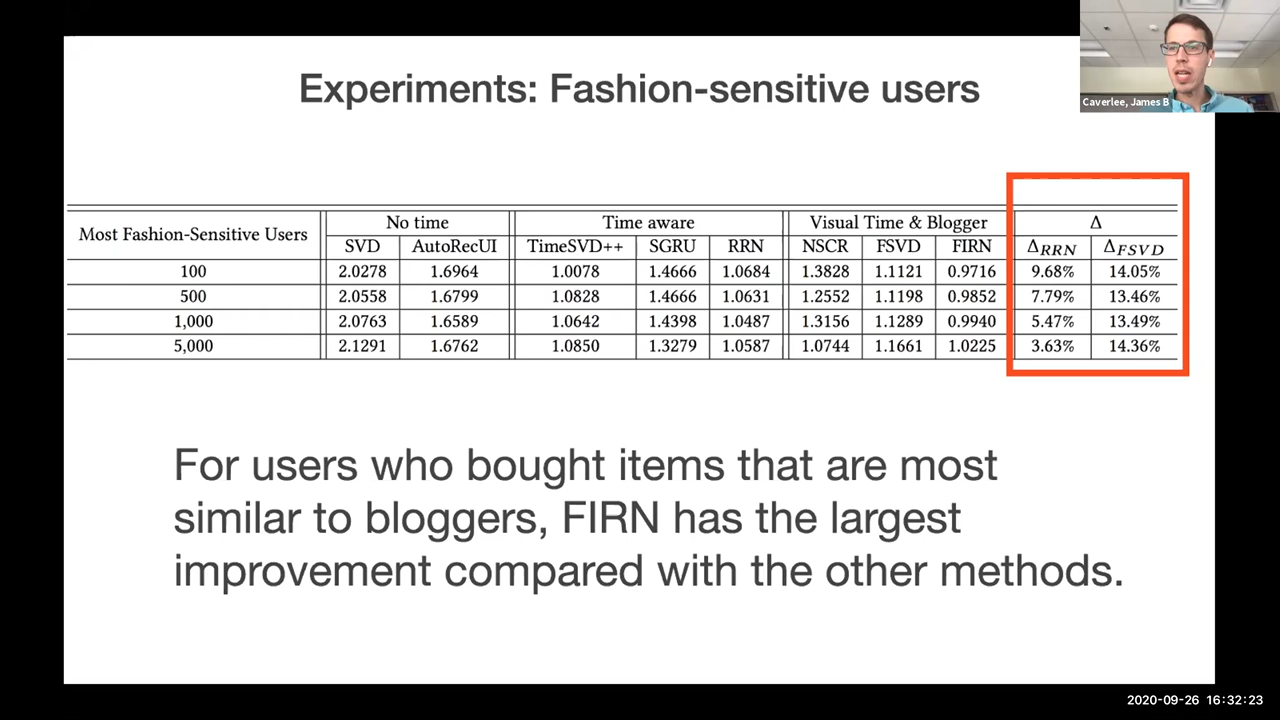 Experiments: Fashion-sensitive users
Caverlee, James B
Most Fashion-Sensitive Users No time Time aware Visual Time & Blogger Δ
SVD AutoRecUI TimeSVD++ SGRU RRN NSCR FSVD FIRN Δ_RRN Δ_FSVD
100 2.0278 1.6964 1.0078 1.4666 1.0684 1.3828 1.1121 0.9716 9.68% 14.05%
500 2.0558 1.6799 1.0828 1.4666 1.0631 1.2552 1.1198 0.9852 7.79% 13.46%
1,000 2.0763 1.6589 1.0642 1.4398 1.0487 1.3156 1.1289 0.9940 5.47% 13.49%
5,000 2.1291 1.6762 1.0850 1.3279 1.0587 1.0744 1.1661 1.0225 3.63% 14.36%
For users who bought items that are most
similar to bloggers, FIRN has the largest
improvement compared with the other methods.
2020-09-26 16:32:23